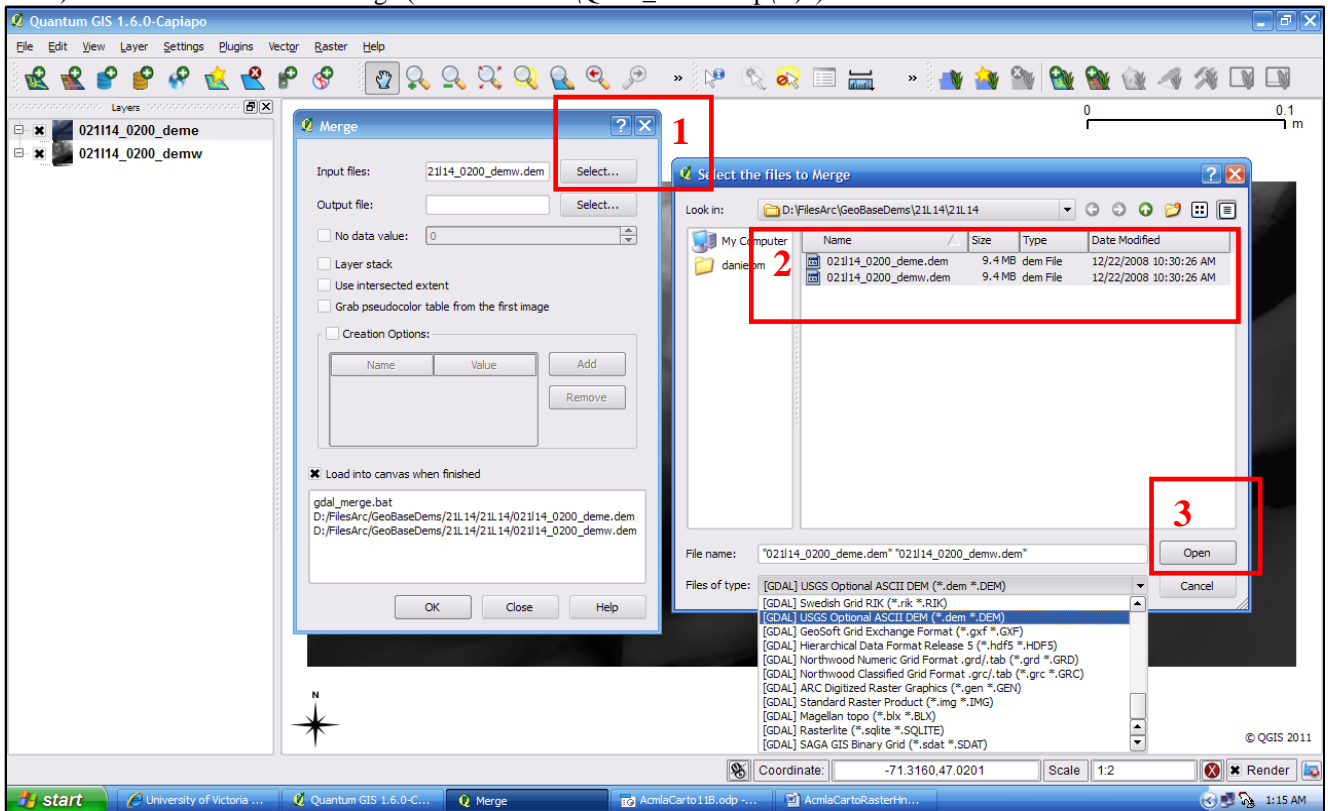 Quantum GIS 1.6.0-Capiapo
File Edit View Layer Settings Plugins Vector Raster Help
Layers
021l14_0200_deme
021l14_0200_demw
0 0.1
m
Merge
1
Input files: 21l14_0200_demw.dem Select...
Output file: Select...
No data value: 0
Layer stack
Use intersected extent
Grab pseudocolor table from the first image
Creation Options:
Name Value Add
Remove
Load into canvas when finished
gdal_merge.bat
D:/FilesArc/GeoBaseDems/21L14/21L14/021l14_0200_deme.dem
D:/FilesArc/GeoBaseDems/21L14/21L14/021l14_0200_demw.dem
OK Close Help
Select the files to Merge
Look in: D:\FilesArc\GeoBaseDems\21L14\21L14
My Computer
2
Name Size Type Date Modified
021l14_0200_deme.dem 9.4 MB dem File 12/22/2008 10:30:26 AM
021l14_0200_demw.dem 9.4 MB dem File 12/22/2008 10:30:26 AM
3
File name: "021l14_0200_deme.dem" "021l14_0200_demw.dem" Open
Files of type: [GDAL] USGS Optional ASCII DEM (*.dem *.DEM) Cancel
[GDAL] Swedish Grid RIK (*.rik *.RIK)
[GDAL] USGS Optional ASCII DEM (*.dem *.DEM)
[GDAL] GeoSoft Grid Exchange Format (*.gxf *.GXF)
[GDAL] Hierarchical Data Format Release 5 (*.hdf5 *.HDF5)
[GDAL] Northwood Numeric Grid Format .grd/.tab (*.grd *.GRD)
[GDAL] Northwood Classified Grid Format .grc/.tab (*.grc *.GRC)
[GDAL] ARC Digitized Raster Graphics (*.gen *.GEN)
[GDAL] Standard Raster Product (*.img *.IMG)
[GDAL] Magellan topo (*.blx *.BLX)
[GDAL] Rasterlite (*.sqlite *.SQLITE)
[GDAL] SAGA GIS Binary Grid (*.sdat *.SDAT)
N
© QGIS 2011
Coordinate: -71.3160,47.0201 Scale 1:2 Render
start University of Victoria ... Quantum GIS 1.6.0-C... Merge AcmlaCarto11B.odp -... AcmlaCartoRasterHn... 1:15 AM